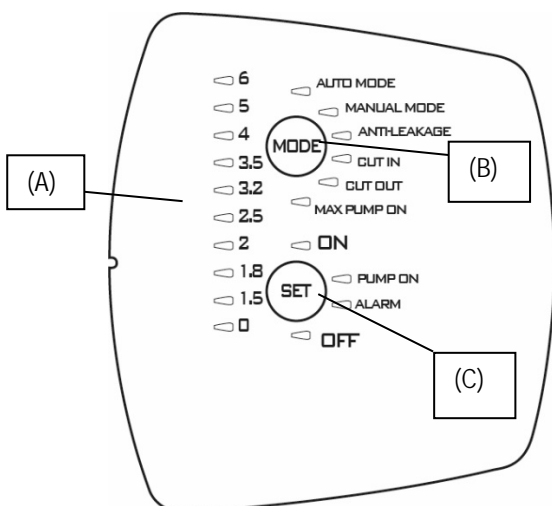 6
5
4
3.5
3.2
2.5
2
1.8
1.5
0
AUTO MODE
MANUAL MODE
ANTI-LEAKAGE
MODE
CUT IN
CUT OUT
MAX PUMP ON
ON
PUMP ON
SET
ALARM
OFF
(A)
(B)
(C)